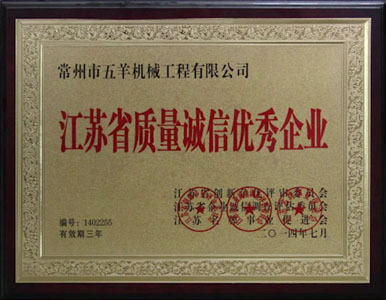 常州市五羊机械工程有限公司
江苏省质量诚信优秀企业
编号：1402255
有效期三年
二〇一四年七月